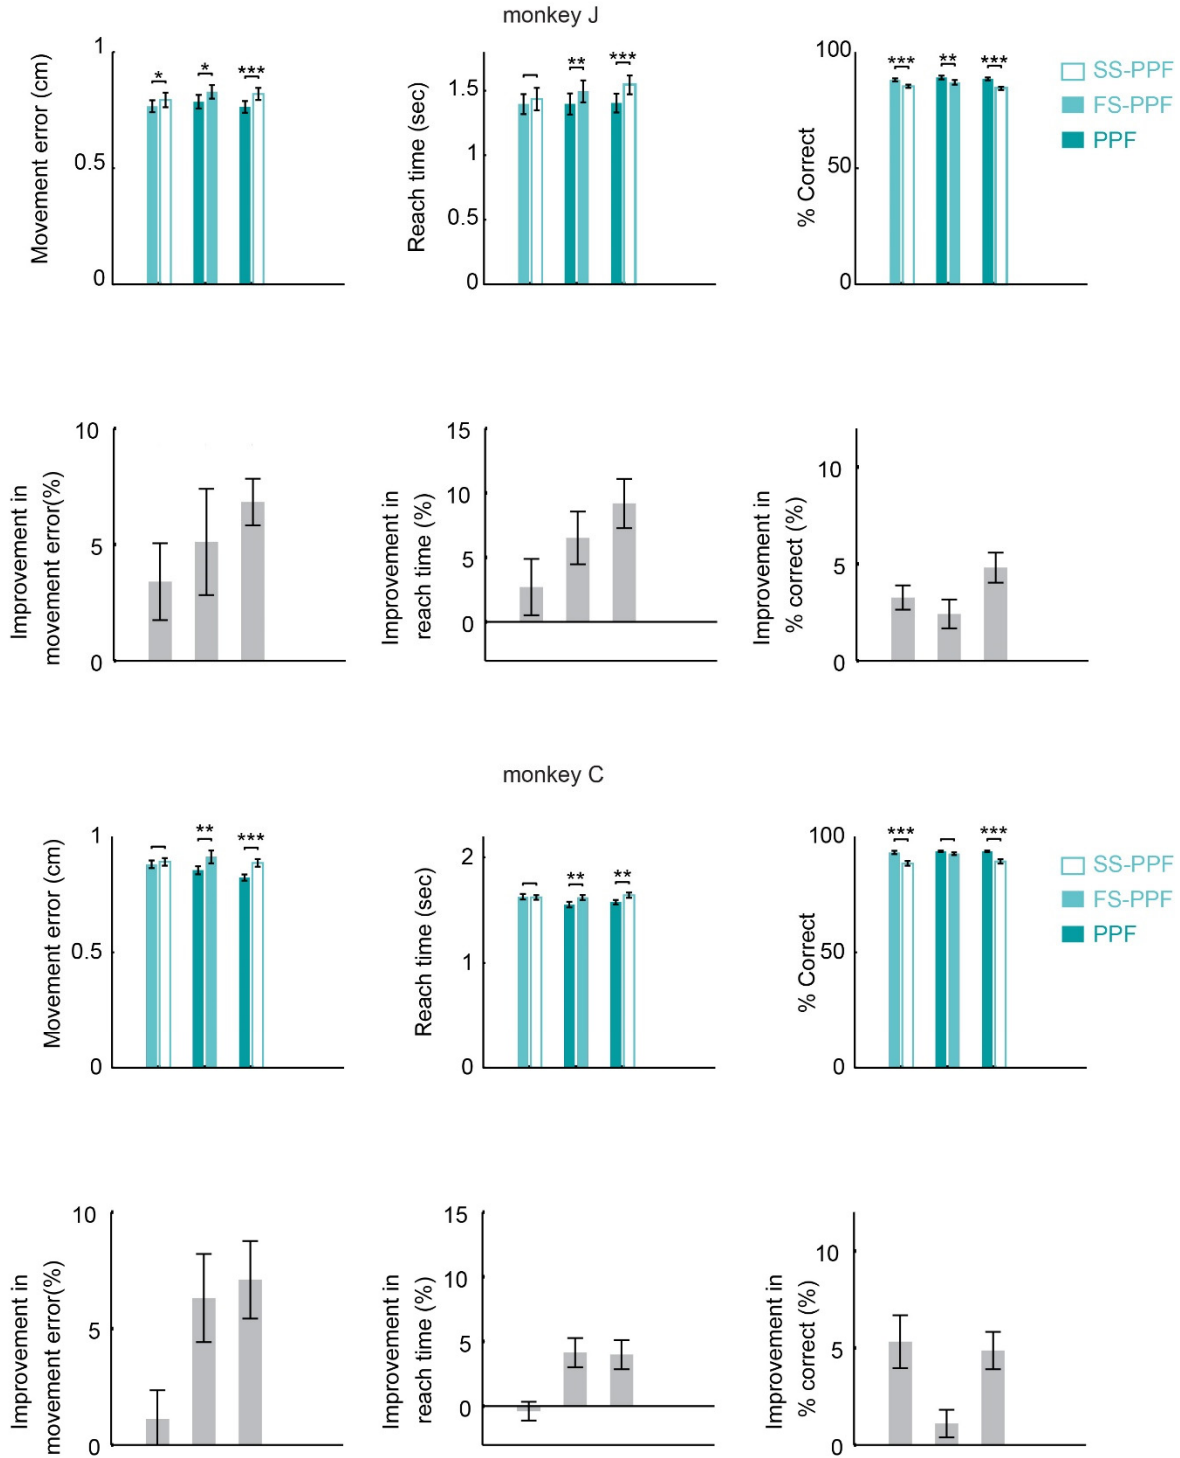 monkey J
Movement error (cm)
1
0.5
0
*
*
***
Reach time (sec)
1.5
1
0.5
0
**
***
% Correct
100
50
0
***
**
***
SS-PPF
FS-PPF
PPF
Improvement in
movement error(%)
10
5
0
Improvement in
reach time (%)
15
10
5
0
Improvement in
% correct (%)
10
5
0
monkey C
Movement error (cm)
1
0.5
0
**
***
Reach time (sec)
2
1
0
**
**
% Correct
100
50
0
***
***
SS-PPF
FS-PPF
PPF
Improvement in
movement error(%)
10
5
0
Improvement in
reach time (%)
15
10
5
0
Improvement in
% correct (%)
10
5
0